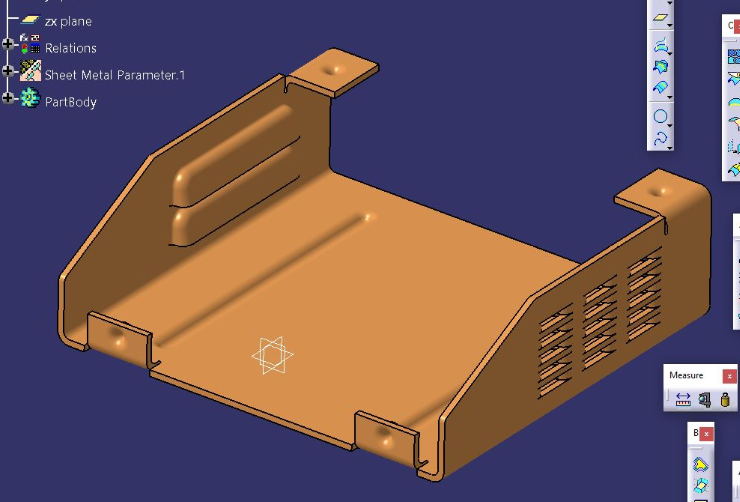 zx plane
Relations
Sheet Metal Parameter.1
PartBody
C
Measure
B